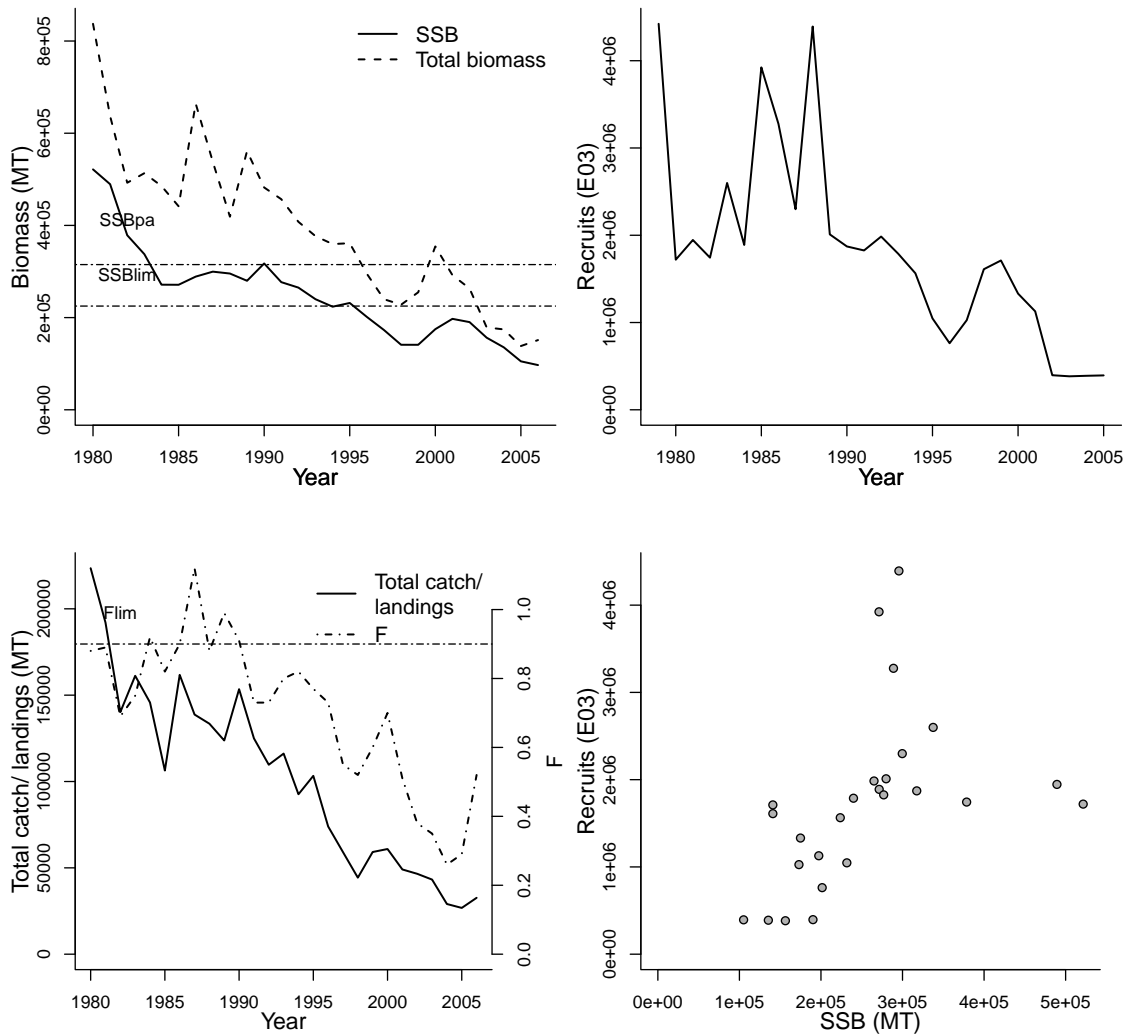 SSB
Total biomass
SSBpa
SSBlim
Biomass (MT)
0e+00 2e+05 4e+05 6e+05 8e+05
1980 1985 1990 1995 2000 2005
Year
Recruits (E03)
0e+00 1e+06 2e+06 3e+06 4e+06
1980 1985 1990 1995 2000 2005
Year
Total catch/
landings
F
Flim
Total catch/ landings (MT)
0 50000 100000 150000 200000
F
0.0 0.2 0.4 0.6 0.8 1.0
1980 1985 1990 1995 2000 2005
Year
Recruits (E03)
0e+00 1e+06 2e+06 3e+06 4e+06
0e+00 1e+05 2e+05 3e+05 4e+05 5e+05
SSB (MT)